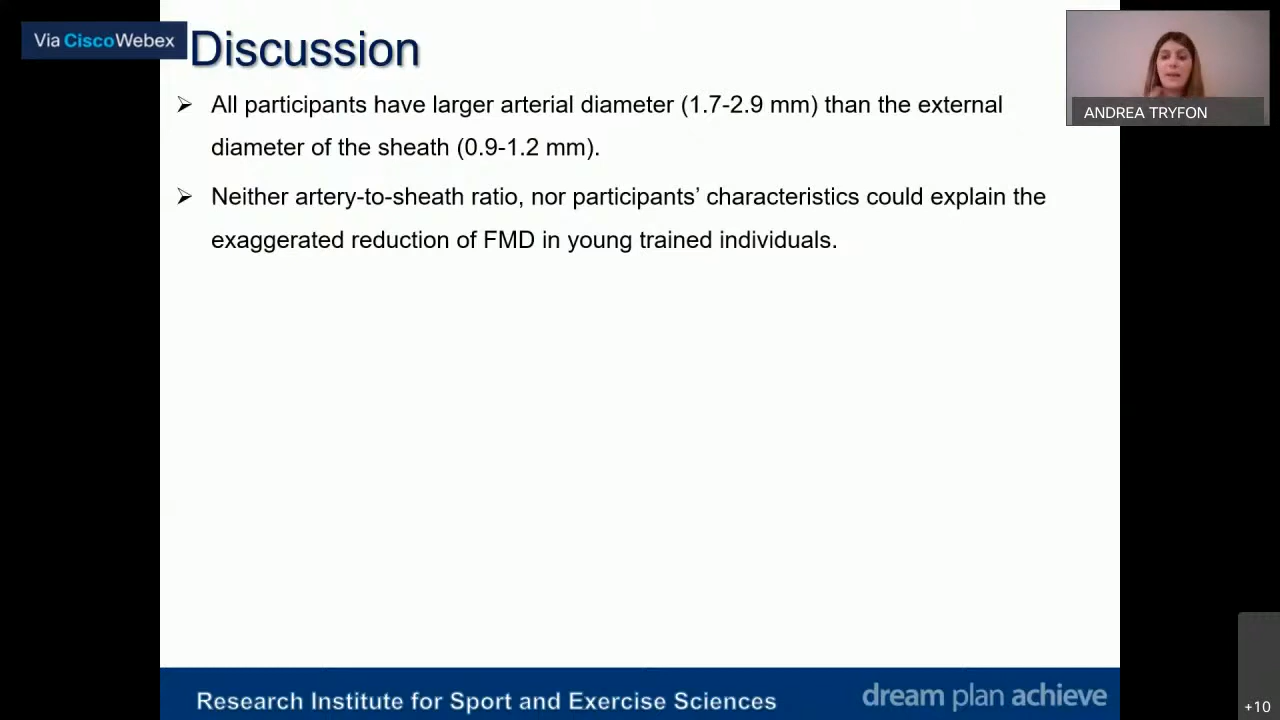 Via CiscoWebex
Discussion
➢ All participants have larger arterial diameter (1.7-2.9 mm) than the external
diameter of the sheath (0.9-1.2 mm).
➢ Neither artery-to-sheath ratio, nor participants’ characteristics could explain the
exaggerated reduction of FMD in young trained individuals.
ANDREA TRYFON
Research Institute for Sport and Exercise Sciences
dream plan achieve
+10